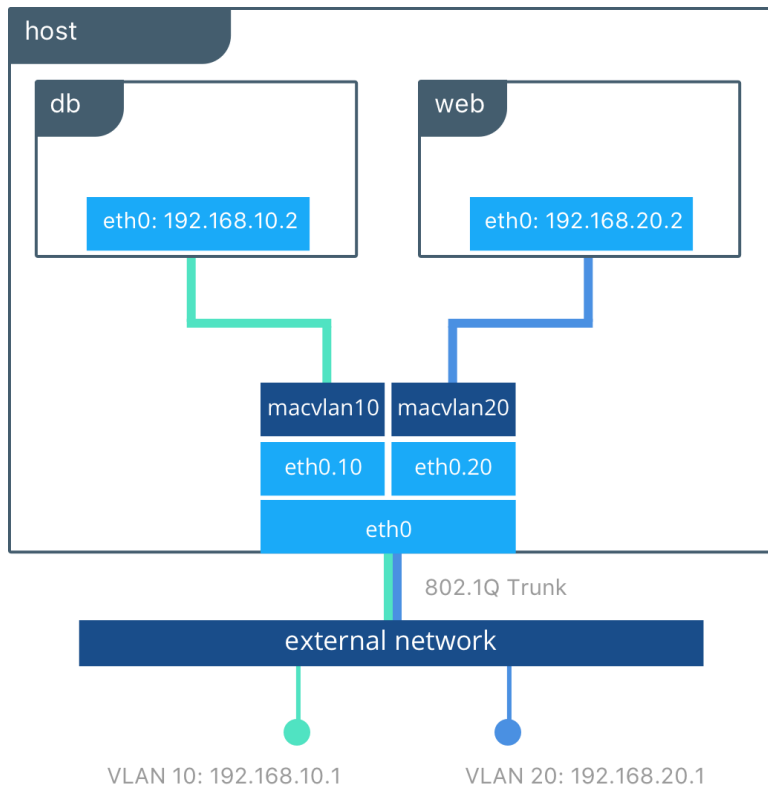 host
db
web
eth0: 192.168.10.2
eth0: 192.168.20.2
macvlan10
macvlan20
eth0.10
eth0.20
eth0
802.1Q Trunk
external network
VLAN 10: 192.168.10.1
VLAN 20: 192.168.20.1